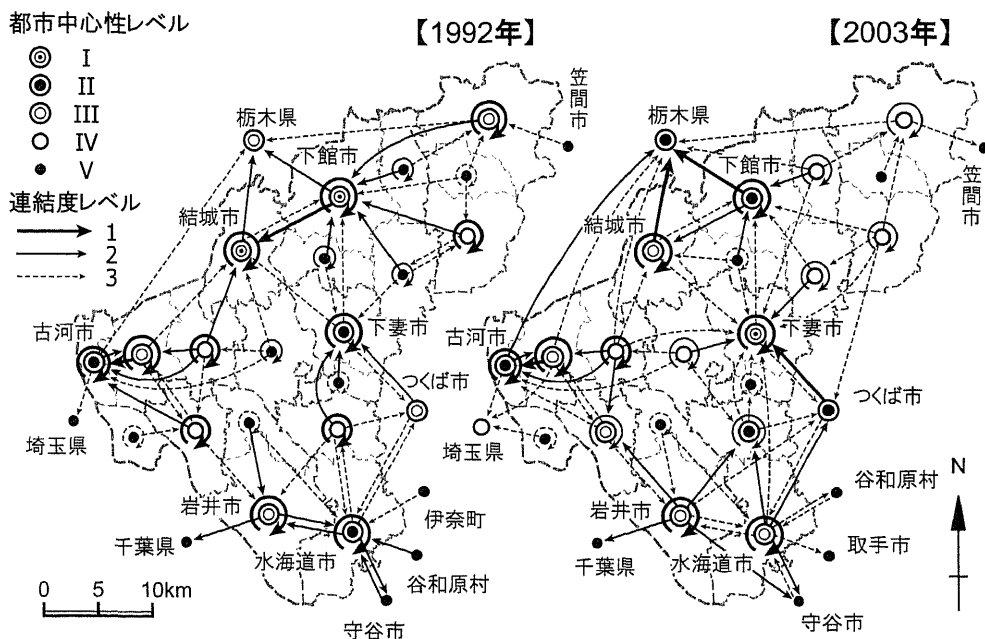 都市中心性レベル
I
II
III
IV
V
連結度レベル
1
2
3
【1992年】
栃木県
笠間市
下館市
結城市
古河市
下妻市
つくば市
埼玉県
岩井市
伊奈町
千葉県
水海道市
谷和原村
守谷市
0 5 10km
【2003年】
栃木県
下館市
笠間市
結城市
古河市
下妻市
つくば市
埼玉県
谷和原村
岩井市
取手市
千葉県
水海道市
守谷市
N